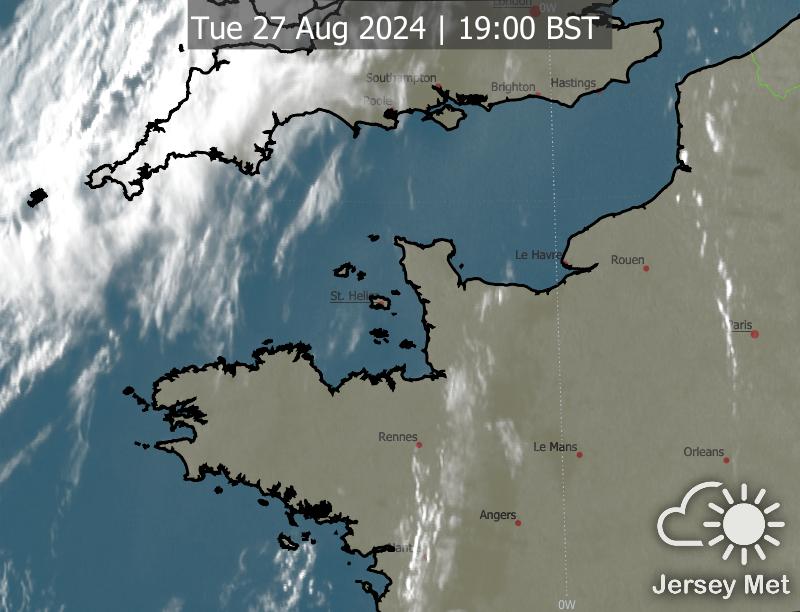 London
0W
Tue 27 Aug 2024 | 19:00 BST
Southampton
Brighton
Hastings
Poole
Le Havre
Rouen
St. Helier
Paris
Rennes
Le Mans
Orleans
Angers
Jersey Met
0W